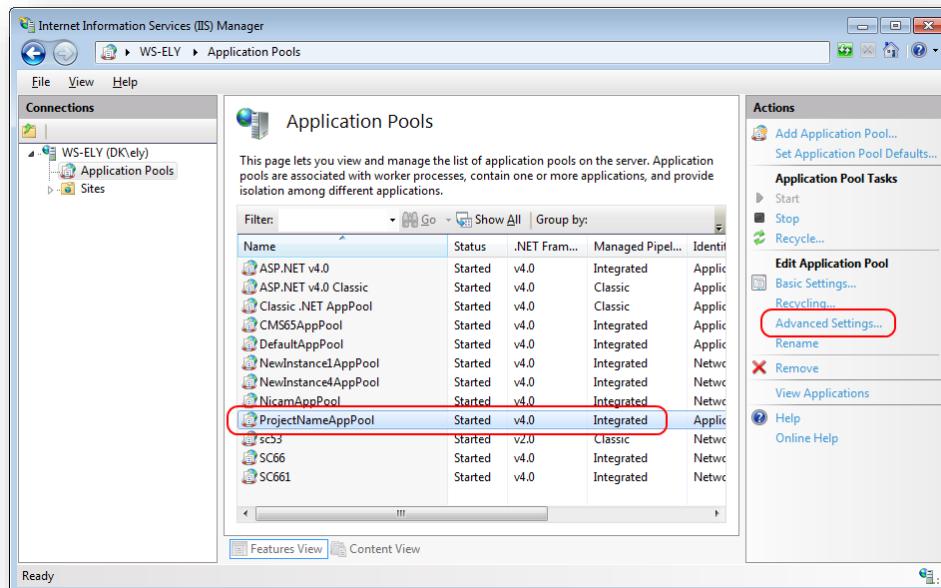 Internet Information Services (IIS) Manager
WS-ELY Application Pools
File View Help
Connections
WS-ELY (DK\ely)
Application Pools
Sites
Application Pools
This page lets you view and manage the list of application pools on the server. Application
pools are associated with worker processes, contain one or more applications, and provide
isolation among different applications.
Filter: Go Show All Group by:
Name Status .NET Fram... Managed Pipel... Identit
ASP.NET v4.0 Started v4.0 Integrated Applic
ASP.NET v4.0 Classic Started v4.0 Classic Applic
Classic .NET AppPool Started v4.0 Classic Applic
CMS65AppPool Started v4.0 Integrated Applic
DefaultAppPool Started v4.0 Integrated Applic
NewInstance1AppPool Started v4.0 Integrated Netwo
NewInstance4AppPool Started v4.0 Integrated Netwo
NicamAppPool Started v4.0 Integrated Netwo
ProjectNameAppPool Started v4.0 Integrated Applic
sc53 Started v2.0 Classic Netwo
SC66 Started v4.0 Integrated Netwo
SC661 Started v4.0 Integrated Netwo
Features View Content View
Actions
Add Application Pool...
Set Application Pool Defaults...
Application Pool Tasks
Start
Stop
Recycle...
Edit Application Pool
Basic Settings...
Recycling...
Advanced Settings...
Rename
Remove
View Applications
Help
Online Help
Ready